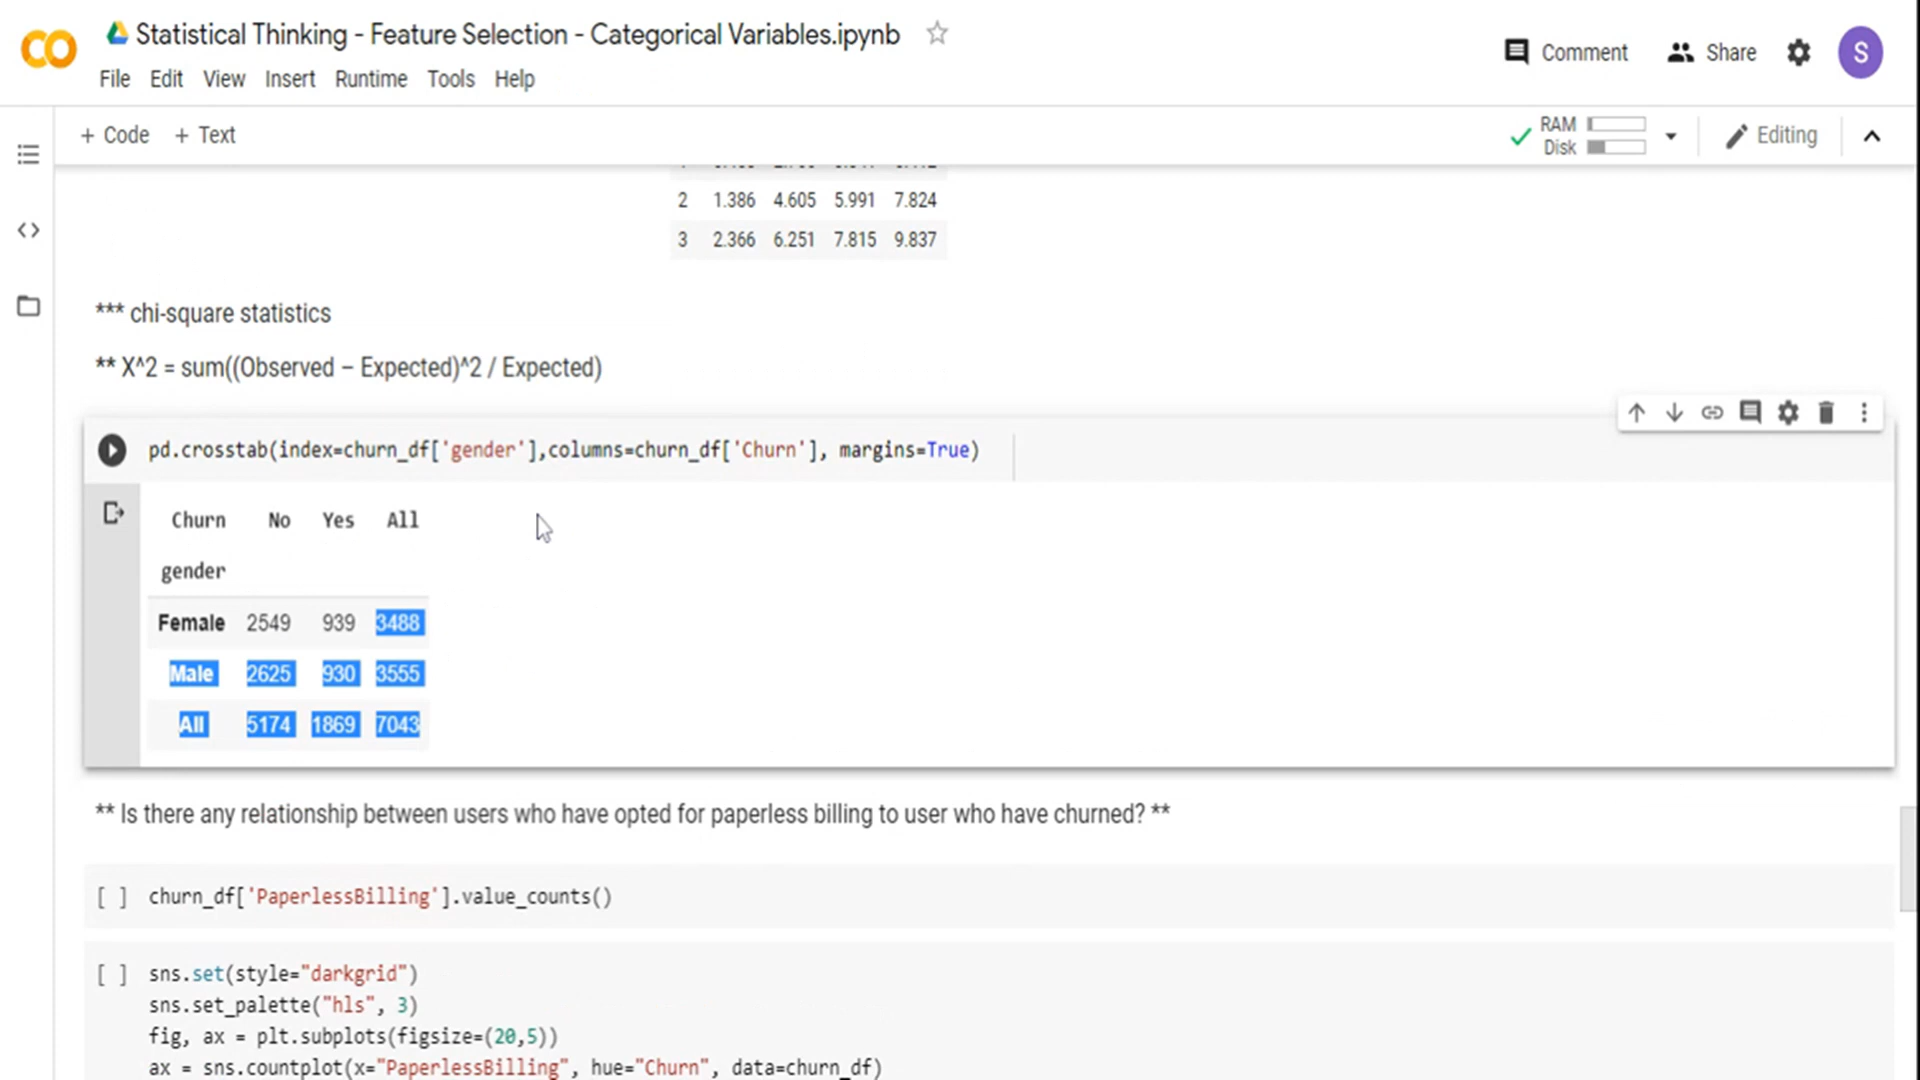 Statistical Thinking - Feature Selection - Categorical Variables.ipynb
Comment Share S
File Edit View Insert Runtime Tools Help
+ Code + Text
RAM
Disk
Editing
2 1.386 4.605 5.991 7.824
3 2.366 6.251 7.815 9.837
*** chi-square statistics
** X^2 = sum((Observed − Expected)^2 / Expected)
pd.crosstab(index=churn_df['gender'],columns=churn_df['Churn'], margins=True)
Churn No Yes All
gender
Female 2549 939 3488
Male 2625 930 3555
All 5174 1869 7043
** Is there any relationship between users who have opted for paperless billing to user who have churned? **
[ ] churn_df['PaperlessBilling'].value_counts()
[ ] sns.set(style="darkgrid")
sns.set_palette("hls", 3)
fig, ax = plt.subplots(figsize=(20,5))
ax = sns.countplot(x="PaperlessBilling", hue="Churn", data=churn_df)